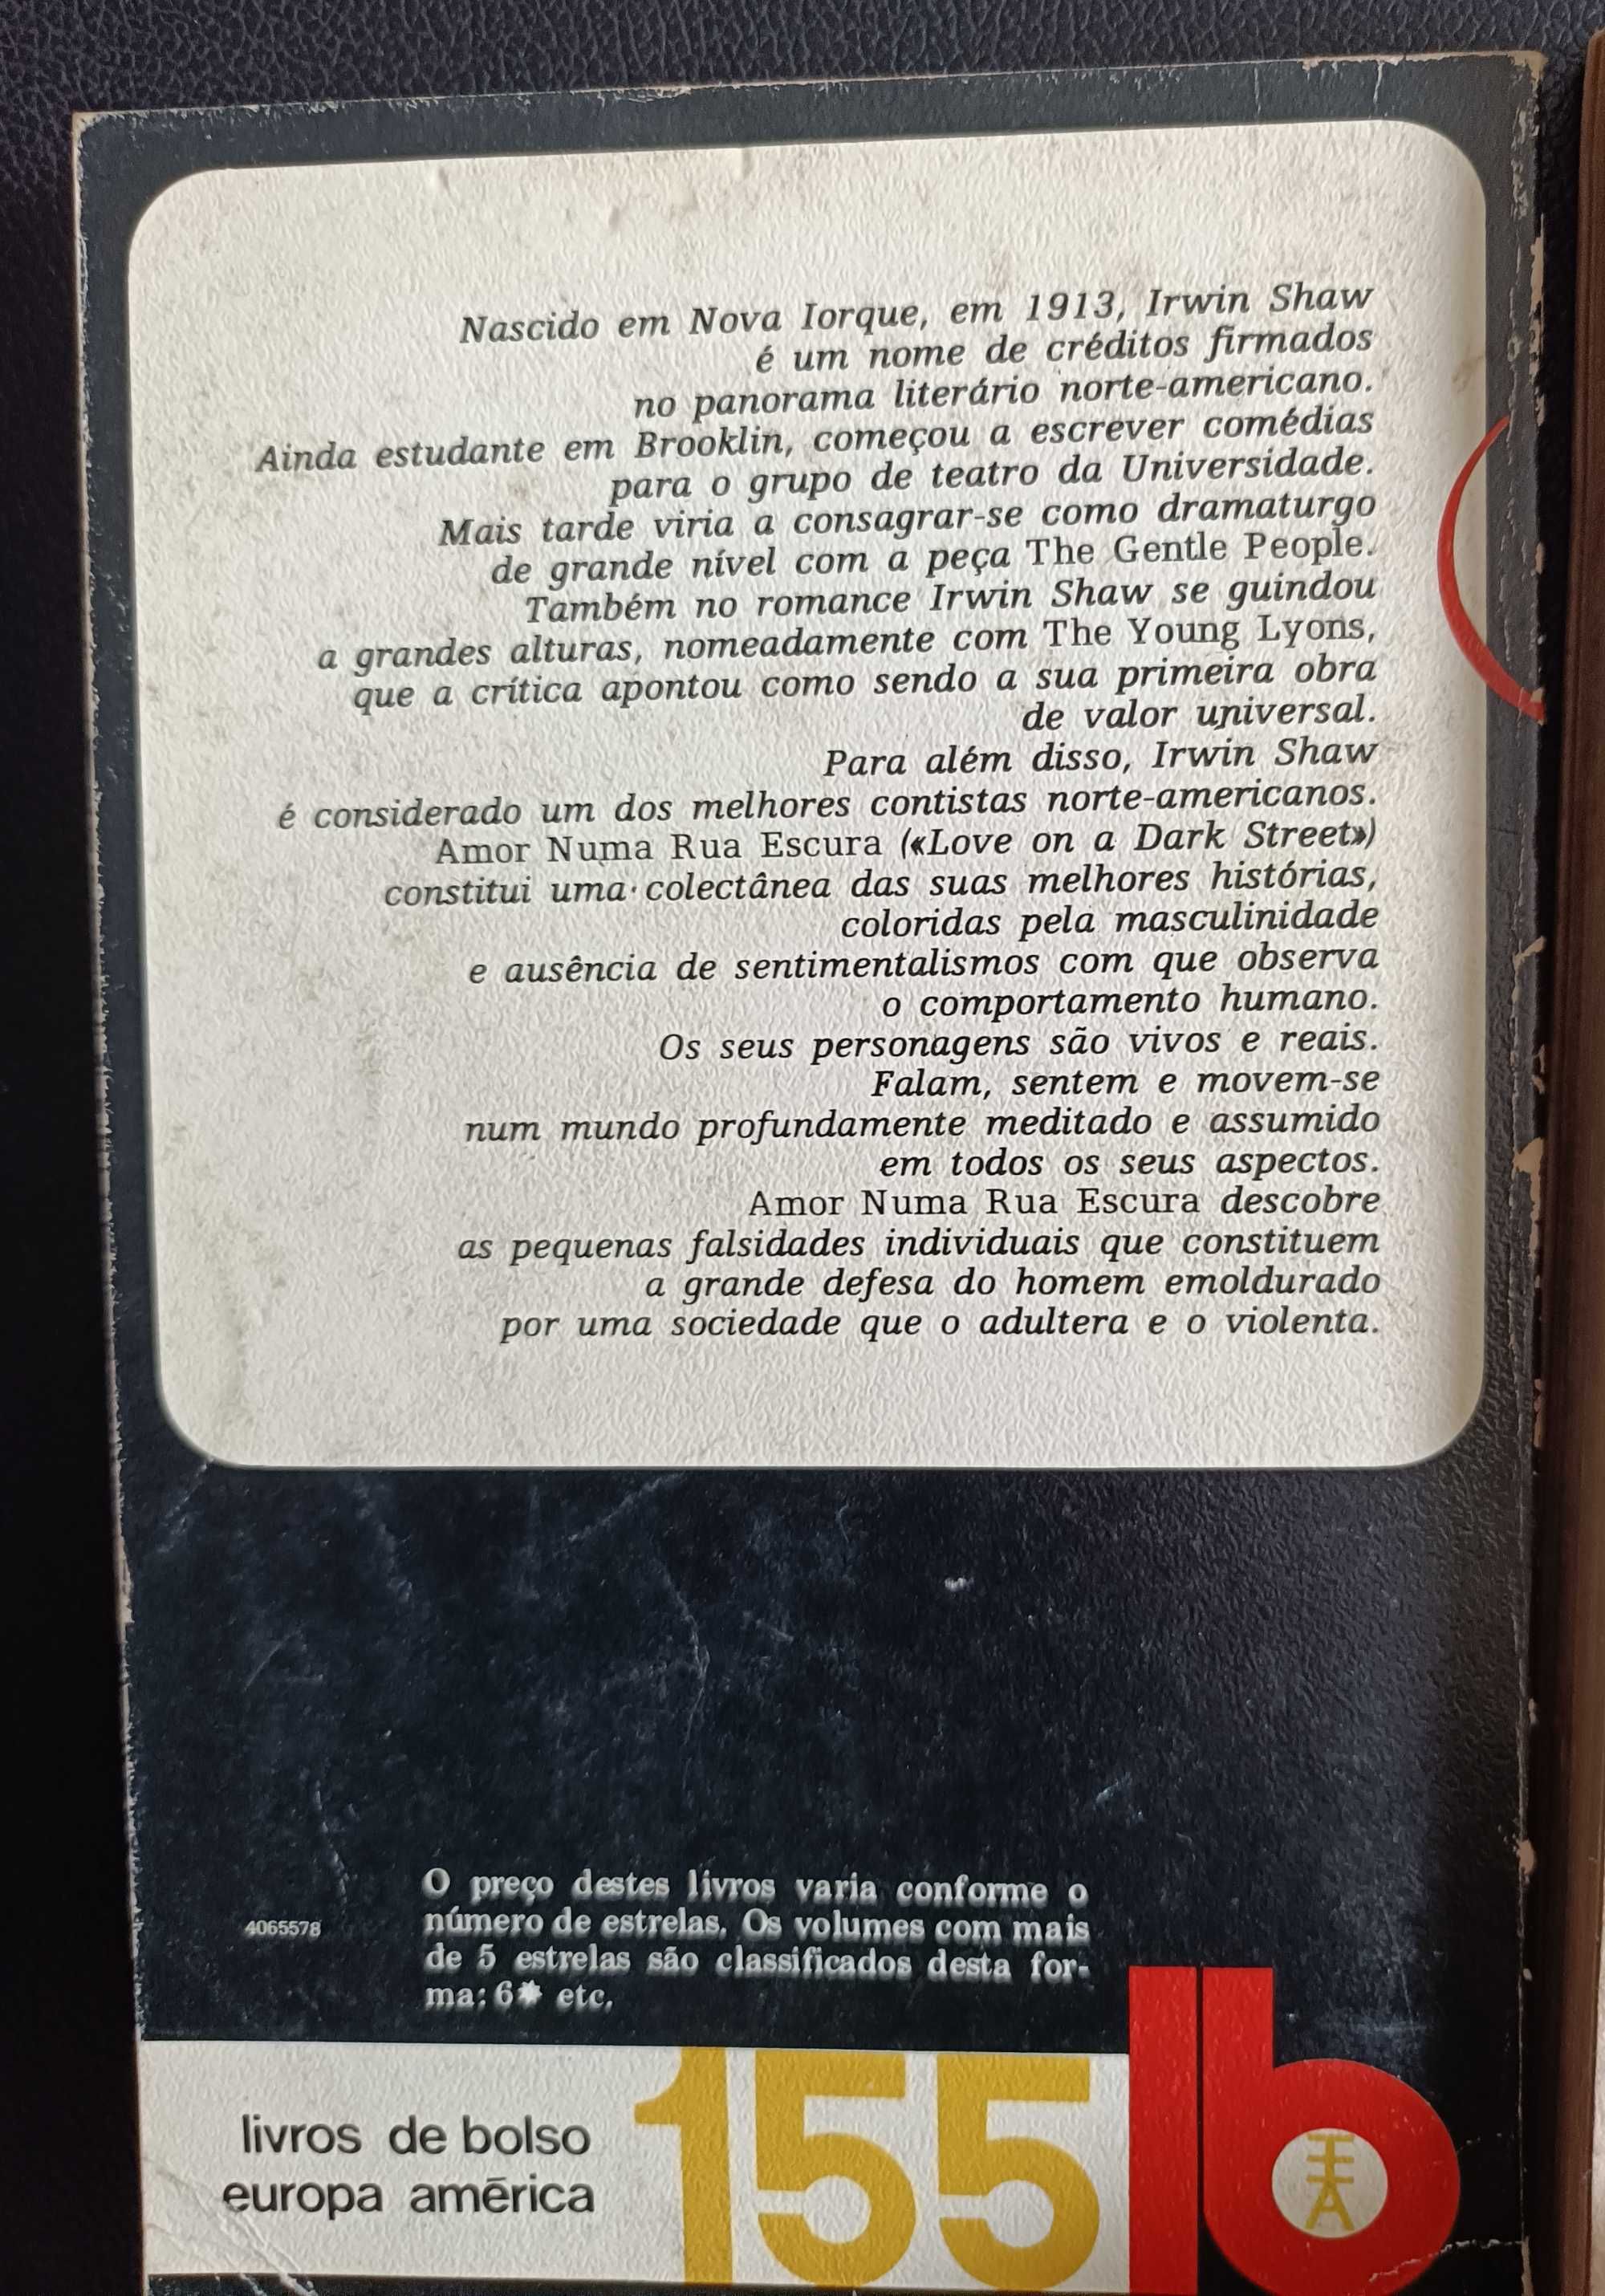 Nascido em Nova Iorque, em 1913, Irwin Shaw
é um nome de créditos firmados
no panorama literário norte-americano.
Ainda estudante em Brooklin, começou a escrever comédias
para o grupo de teatro da Universidade.
Mais tarde viria a consagrar-se como dramaturgo
de grande nível com a peça The Gentle People.
Também no romance Irwin Shaw se guindou
a grandes alturas, nomeadamente com The Young Lyons,
que a crítica apontou como sendo a sua primeira obra
de valor universal.
Para além disso, Irwin Shaw
é considerado um dos melhores contistas norte-americanos.
Amor Numa Rua Escura («Love on a Dark Street»)
constitui uma colectânea das suas melhores histórias,
coloridas pela masculinidade
e ausência de sentimentalismos com que observa
o comportamento humano.
Os seus personagens são vivos e reais.
Falam, sentem e movem-se
num mundo profundamente meditado e assumido
em todos os seus aspectos.
Amor Numa Rua Escura descobre
as pequenas falsidades individuais que constituem
a grande defesa do homem emoldurado
por uma sociedade que o adultera e o violenta.
4065578
O preço destes livros varia conforme o
número de estrelas. Os volumes com mais
de 5 estrelas são classificados desta for-
ma: 6* etc.
livros de bolso
europa américa
155
lb
EA